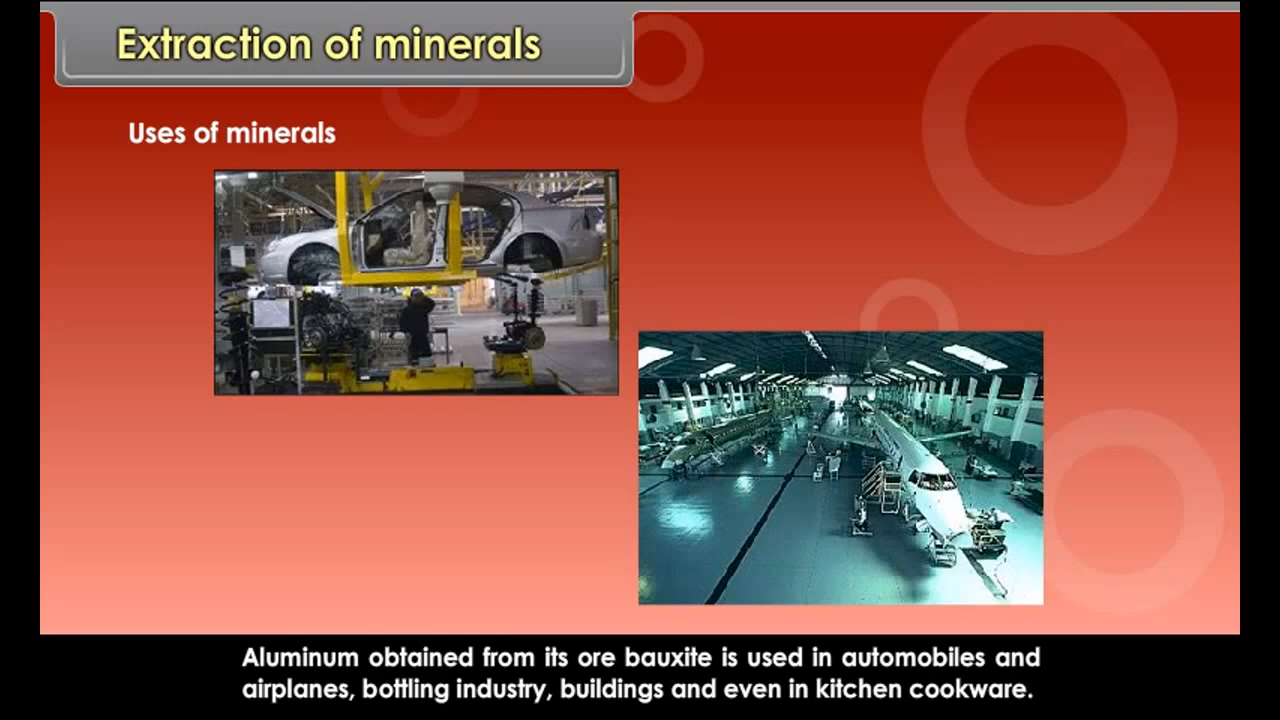 Extraction of minerals
Uses of minerals
Aluminum obtained from its ore bauxite is used in automobiles and
airplanes, bottling industry, buildings and even in kitchen cookware.